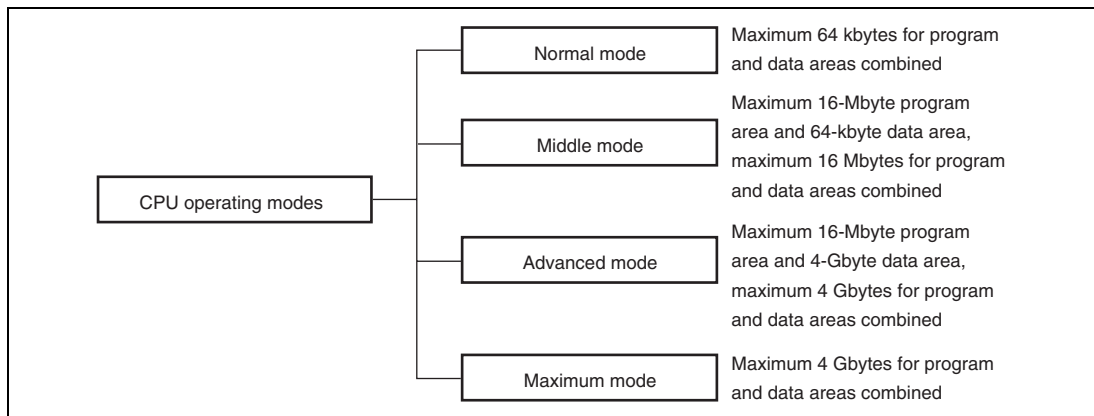 CPU operating modes
Normal mode
Maximum 64 kbytes for program
and data areas combined
Middle mode
Maximum 16-Mbyte program
area and 64-kbyte data area,
maximum 16 Mbytes for program
and data areas combined
Advanced mode
Maximum 16-Mbyte program
area and 4-Gbyte data area,
maximum 4 Gbytes for program
and data areas combined
Maximum mode
Maximum 4 Gbytes for program
and data areas combined